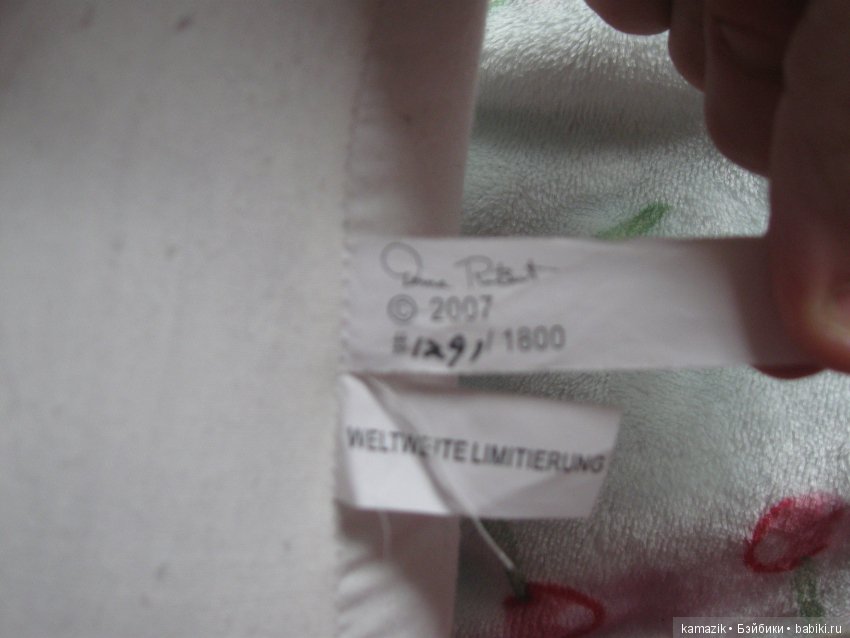 © 2007
#1291/1800
WELTWEITE LIMITIERUNG
kamazik • Бэйбики • babiki.ru